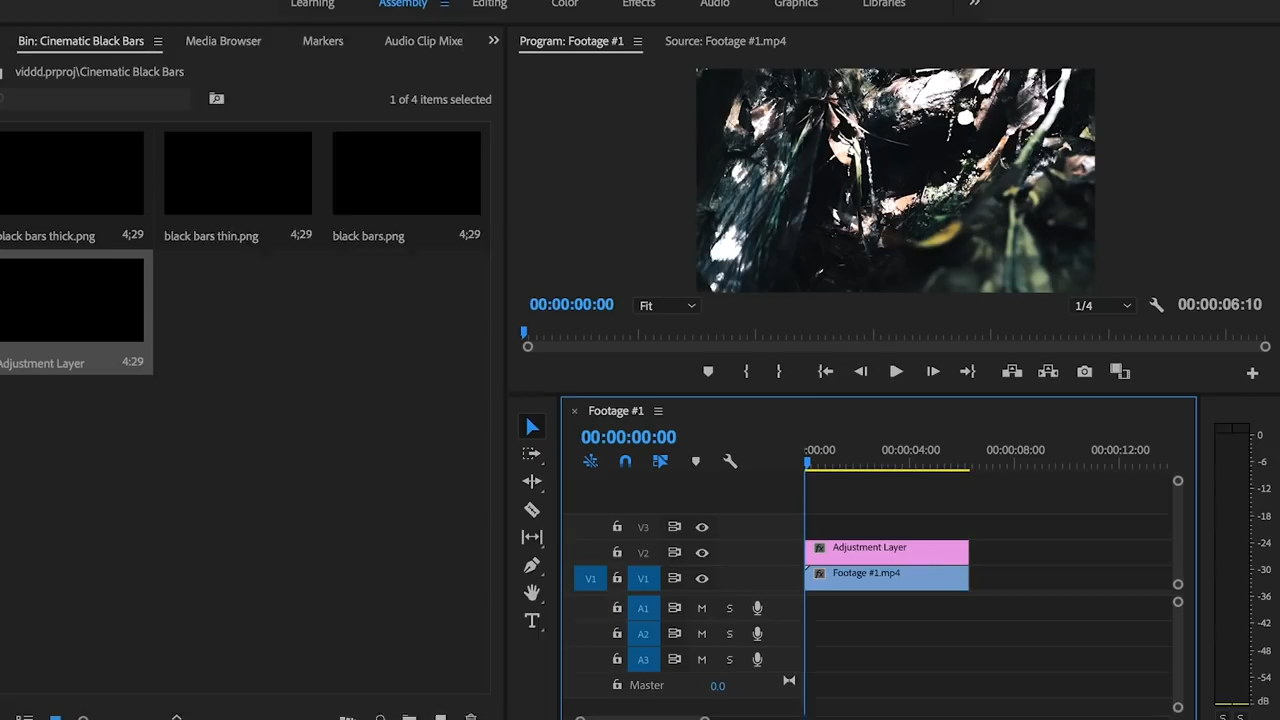 Learning Assembly Editing Color Effects Audio Graphics Libraries »
Bin: Cinematic Black Bars Media Browser Markers Audio Clip Mixe »
Program: Footage #1 Source: Footage #1.mp4
viddd.prproj\Cinematic Black Bars
1 of 4 items selected
black bars thick.png 4;29 black bars thin.png 4;29 black bars.png 4;29
Adjustment Layer 4;29
00:00:00:00 Fit 1/4 00:00:06:10
× Footage #1
00:00:00:00
:00:00 00:00:04:00 00:00:08:00 00:00:12:00
V3
V2 Adjustment Layer
V1 V1 Footage #1.mp4
A1 M S
A2 M S
A3 M S
Master 0.0
0
-6
-12
-18
-24
-30
-36
-42
-48
-54
dB
S S